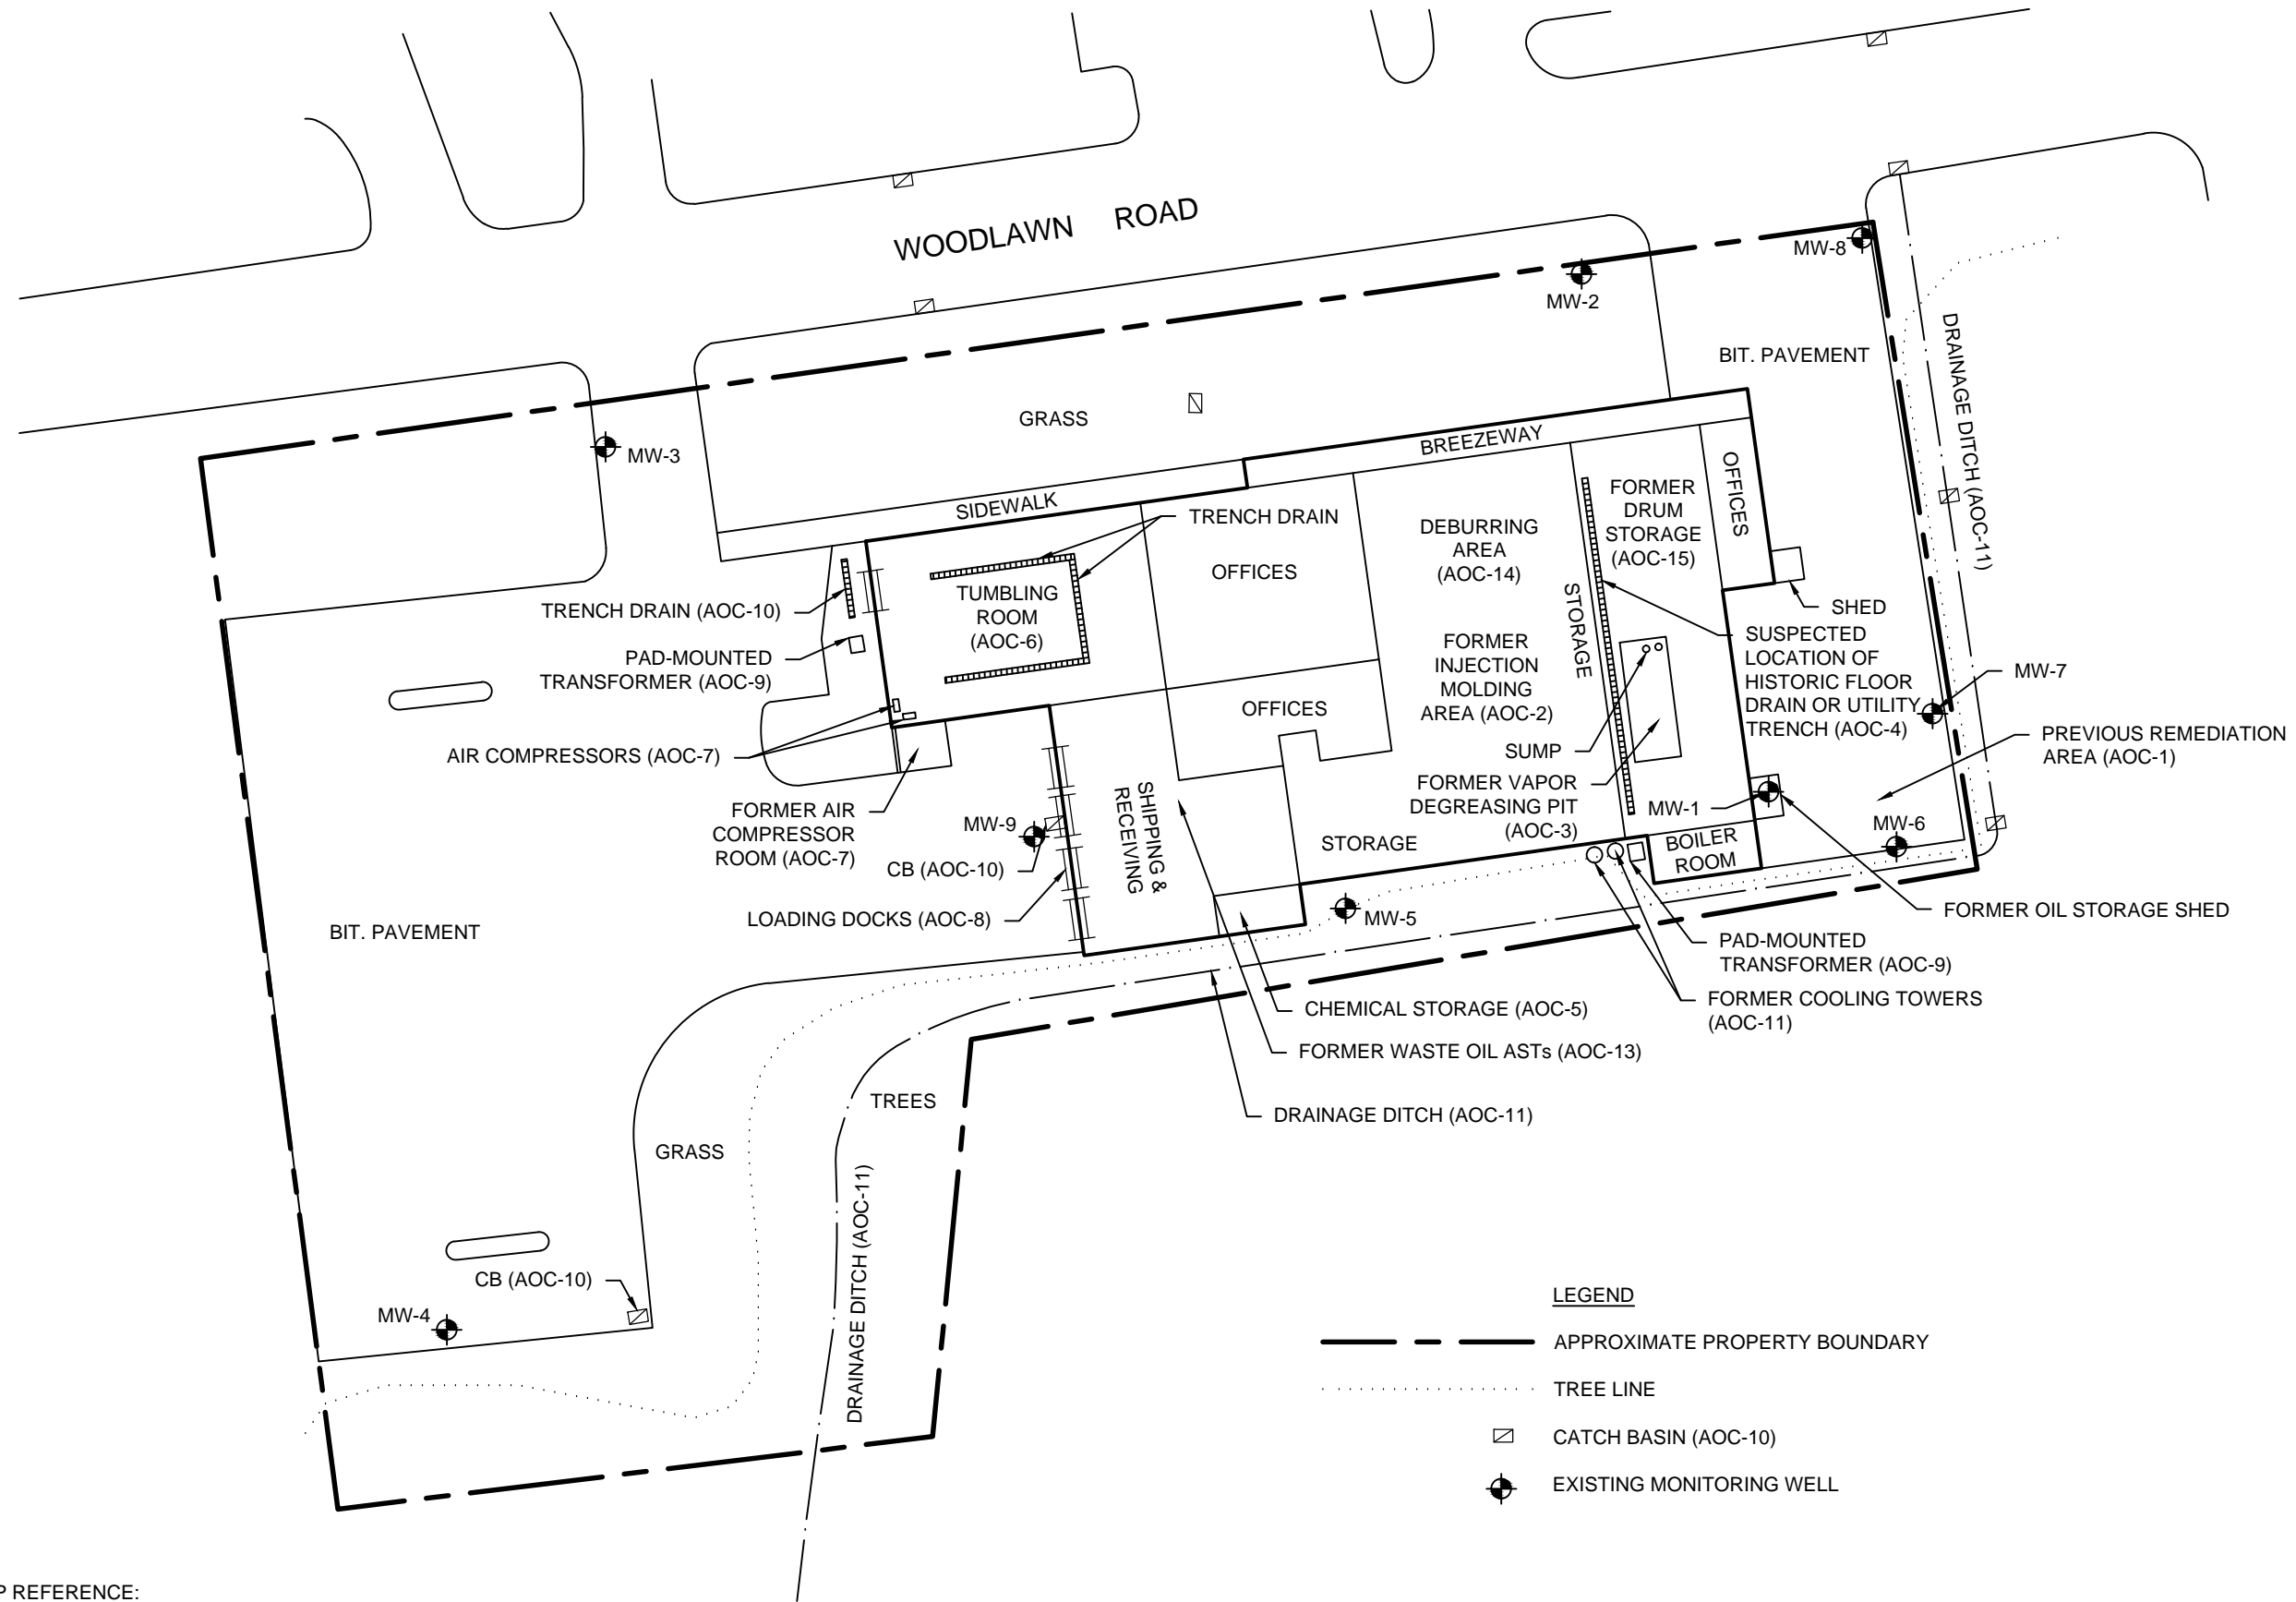 WOODLAWN ROAD
MW-8
MW-2
BIT. PAVEMENT
DRAINAGE DITCH (AOC-11)
GRASS
BREEZEWAY
MW-3
SIDEWALK
OFFICES
FORMER
DRUM
STORAGE
(AOC-15)
TRENCH DRAIN
DEBURRING
AREA
(AOC-14)
OFFICES
TUMBLING
ROOM
(AOC-6)
TRENCH DRAIN (AOC-10)
STORAGE
SHED
PAD-MOUNTED
TRANSFORMER (AOC-9)
FORMER
INJECTION
MOLDING
AREA (AOC-2)
SUSPECTED
LOCATION OF
HISTORIC FLOOR
DRAIN OR UTILITY
TRENCH (AOC-4)
MW-7
OFFICES
AIR COMPRESSORS (AOC-7)
SUMP
PREVIOUS REMEDIATION
AREA (AOC-1)
FORMER VAPOR
DEGREASING PIT
(AOC-3)
MW-1
SHIPPING &
RECEIVING
FORMER AIR
COMPRESSOR
ROOM (AOC-7)
MW-9
CB (AOC-10)
MW-6
STORAGE
BOILER
ROOM
LOADING DOCKS (AOC-8)
MW-5
FORMER OIL STORAGE SHED
BIT. PAVEMENT
PAD-MOUNTED
TRANSFORMER (AOC-9)
CHEMICAL STORAGE (AOC-5)
FORMER COOLING TOWERS
(AOC-11)
FORMER WASTE OIL ASTs (AOC-13)
TREES
DRAINAGE DITCH (AOC-11)
GRASS
DRAINAGE DITCH (AOC-11)
CB (AOC-10)
MW-4
LEGEND
APPROXIMATE PROPERTY BOUNDARY
TREE LINE
CATCH BASIN (AOC-10)
EXISTING MONITORING WELL
P REFERENCE: